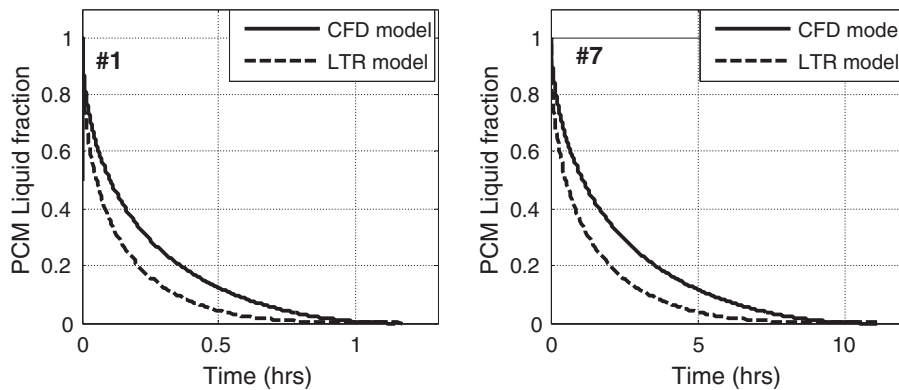 CFD model
LTR model
#1
PCM Liquid fraction
1
0.8
0.6
0.4
0.2
0
0 0.5 1
Time (hrs)
CFD model
LTR model
#7
PCM Liquid fraction
1
0.8
0.6
0.4
0.2
0
0 5 10
Time (hrs)